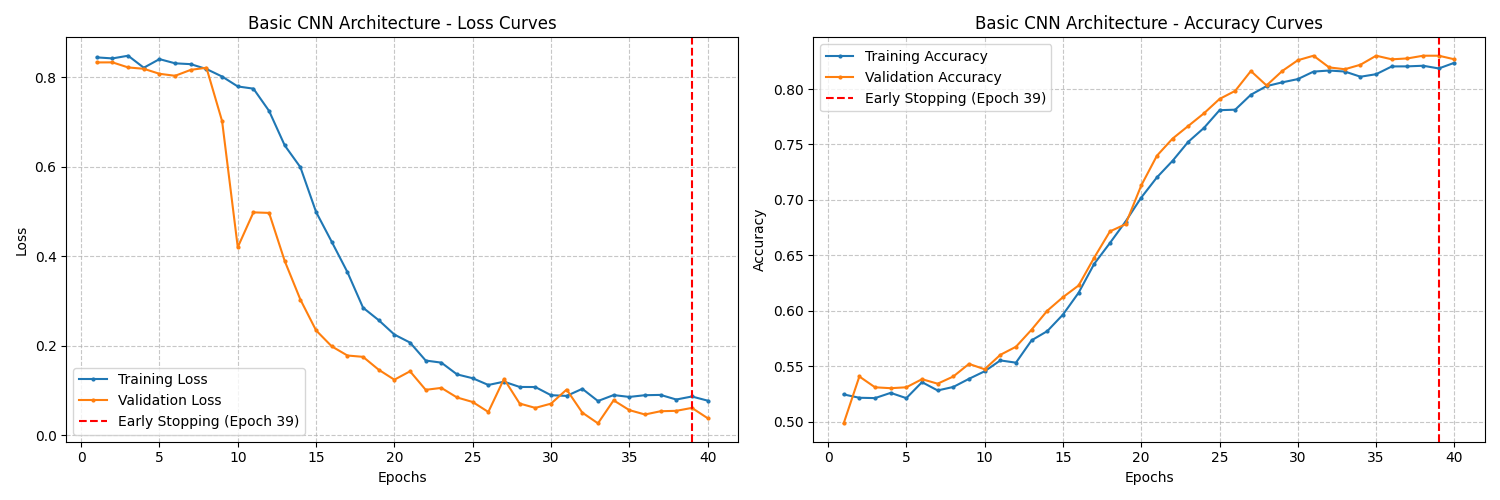 Basic CNN Architecture - Loss Curves
Loss
0.8
0.6
0.4
0.2
0.0
Training Loss
Validation Loss
Early Stopping (Epoch 39)
0 5 10 15 20 25 30 35 40
Epochs
Basic CNN Architecture - Accuracy Curves
Accuracy
Training Accuracy
Validation Accuracy
Early Stopping (Epoch 39)
0.80
0.75
0.70
0.65
0.60
0.55
0.50
0 5 10 15 20 25 30 35 40
Epochs